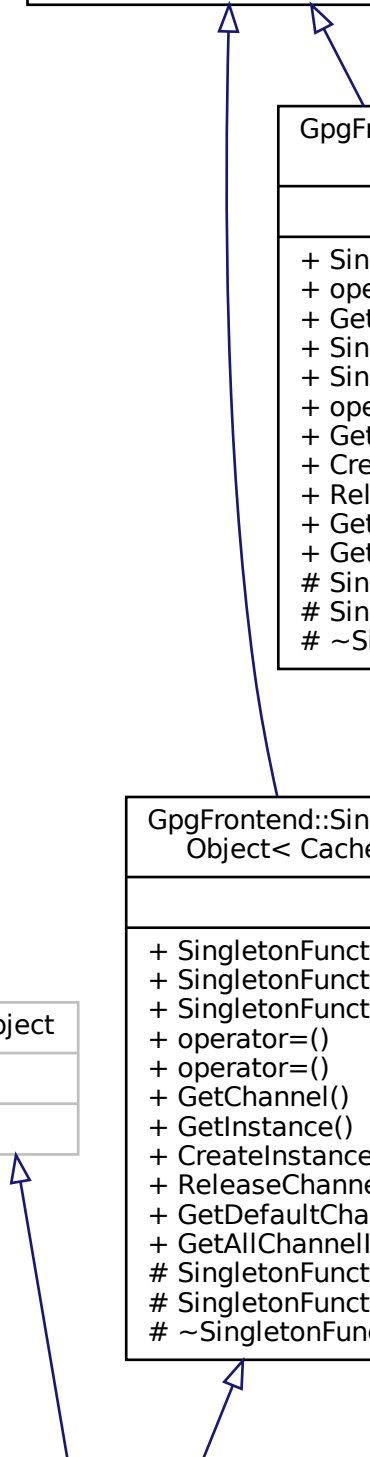 GpgFr
+ Sin
+ ope
+ Get
+ Sin
+ Sin
+ ope
+ Get
+ Cre
+ Rel
+ Get
+ Get
# Sin
# Sin
# ~Si
GpgFrontend::Sin
Object< Cache
+ SingletonFunct
+ SingletonFunct
+ SingletonFunct
+ operator=()
+ operator=()
+ GetChannel()
+ GetInstance()
+ CreateInstance
+ ReleaseChanne
+ GetDefaultCha
+ GetAllChannelI
# SingletonFunct
# SingletonFunct
# ~SingletonFunc
bject